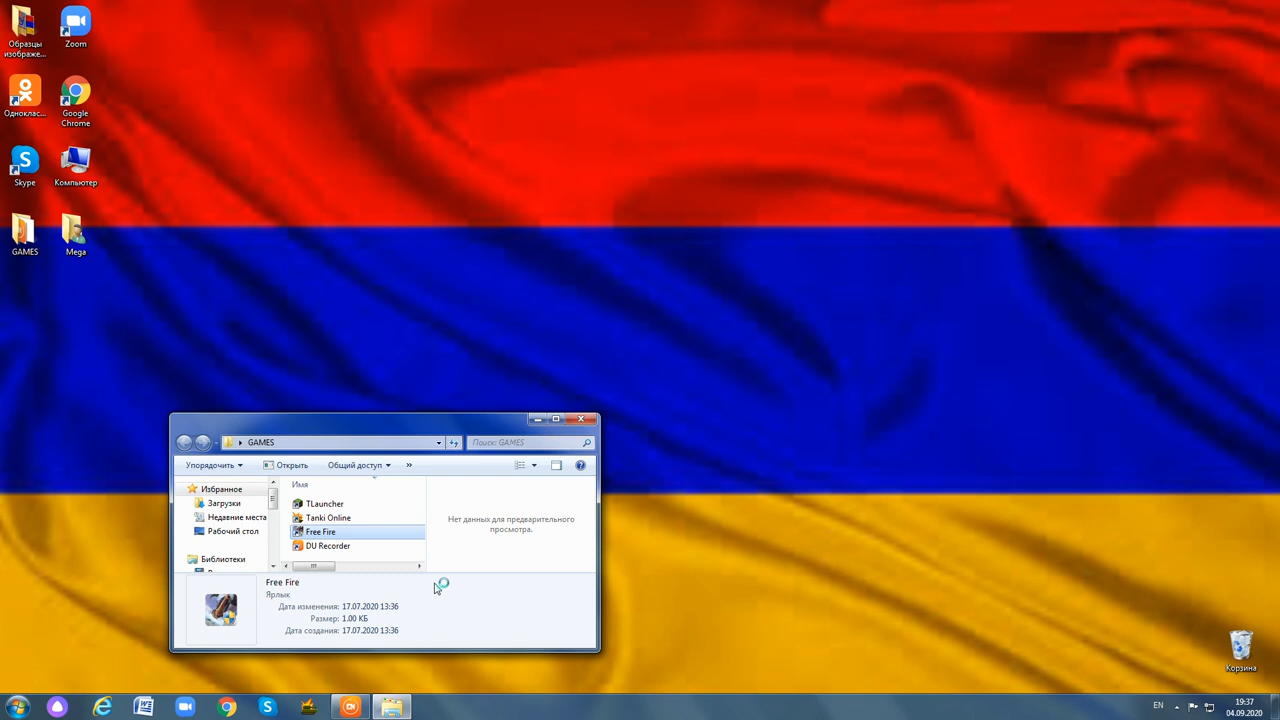 Образцы
изображе...
Zoom
Одноклас...
Google
Chrome
Skype
Компьютер
GAMES
Mega
GAMES
Поиск: GAMES
Упорядочить
Открыть
Общий доступ
»
Избранное
Загрузки
Недавние места
Рабочий стол
Библиотеки
Имя
TLauncher
Tanki Online
Free Fire
DU Recorder
Нет данных для предварительного
просмотра.
Free Fire
Ярлык
Дата изменения: 17.07.2020 13:36
Размер: 1.00 КБ
Дата создания: 17.07.2020 13:36
Корзина
EN
19:37
04.09.2020